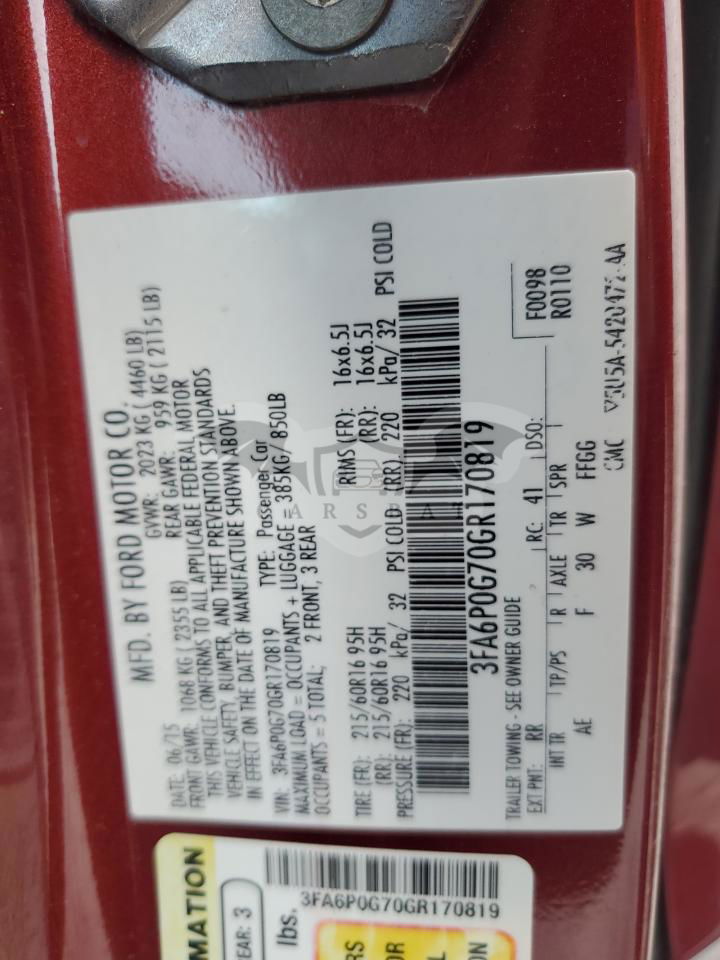 MFD. BY FORD MOTOR CO.
DATE: 06/15 GVWR: 2023 KG ( 4460 LB)
FRONT GAWR: 1068 KG ( 2355 LB) REAR GAWR: 959 KG ( 2115 LB)
THIS VEHICLE CONFORMS TO ALL APPLICABLE FEDERAL MOTOR
VEHICLE SAFETY, BUMPER, AND THEFT PREVENTION STANDARDS
IN EFFECT ON THE DATE OF MANUFACTURE SHOWN ABOVE.
VIN: 3FA6P0G70GR170819 TYPE: Passenger Car
MAXIMUM LOAD = OCCUPANTS + LUGGAGE = 385KG/ 850LB
OCCUPANTS = 5 TOTAL; 2 FRONT, 3 REAR
TIRE (FR): 215/60R16 95H RIMS (FR): 16x6.5J
(RR): 215/60R16 95H (RR): 16x6.5J
PRESSURE (FR): 220 kPa/ 32 PSI COLD (RR): 220 kPa/ 32 PSI COLD
3FA6P0G70GR170819
TRAILER TOWING - SEE OWNER GUIDE
F0098
EXT PNT: RR RC: 41 DSO: R0110
INT TR TP/PS R AXLE TR SPR
AE F 30 W FFGG
CMC
MATION
YEAR: 3
lbs.
3FA6P0G70GR170819
RS
OR
L
ON